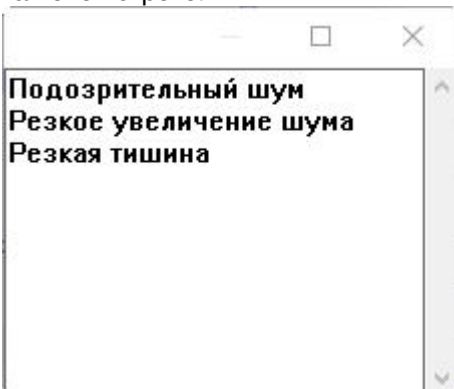 Подозрительный шум
Резкое увеличение шума
Резкая тишина